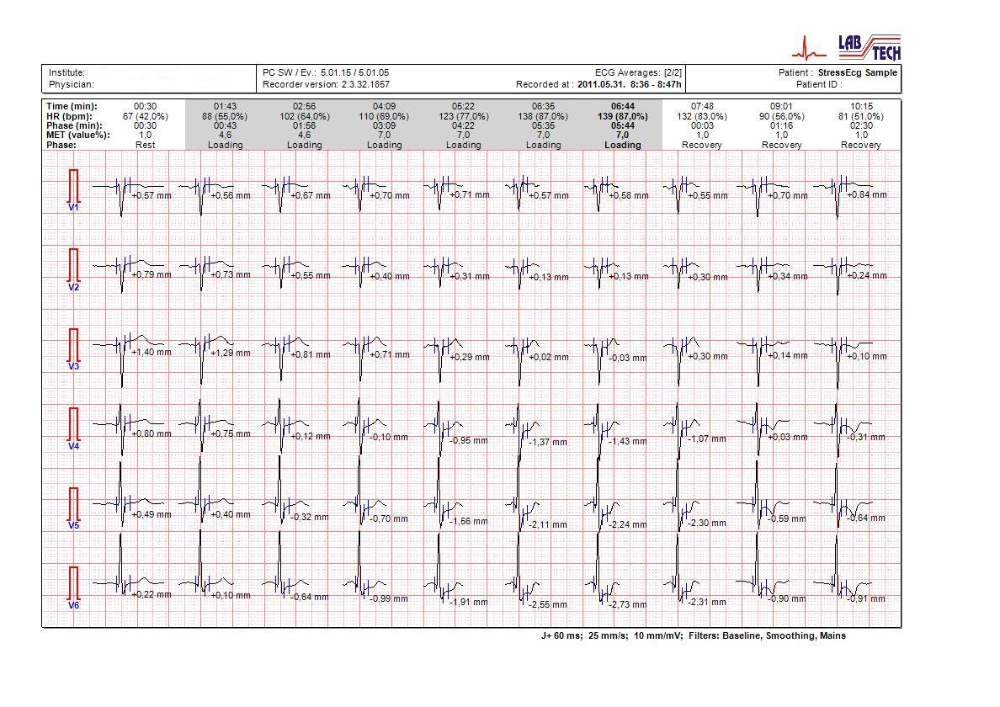 LAB
TECH
Institute: PC SW / Ev.: 5.01.15 / 5.01.05 ECG Averages: [2/2] Patient : StressEcg Sample
Physician: Recorder version: 2.3.32.1857 Recorded at : 2011.05.31. 8:36 - 8:47h Patient ID :
Time (min): 00:30 01:43 02:56 04:09 05:22 06:35 06:44 07:48 09:01 10:15
HR (bpm): 67 (42,0%) 88 (55,0%) 102 (64,0%) 110 (69,0%) 123 (77,0%) 138 (87,0%) 139 (87,0%) 132 (83,0%) 90 (56,0%) 81 (51,0%)
Phase (min): 00:30 00:43 01:56 03:09 04:22 05:35 05:44 00:03 01:16 02:30
MET (value%): 1,0 4,6 4,6 7,0 7,0 7,0 7,0 1,0 1,0 1,0
Phase: Rest Loading Loading Loading Loading Loading Loading Recovery Recovery Recovery
V1 +0,57 mm +0,56 mm +0,67 mm +0,70 mm +0,71 mm +0,57 mm +0,58 mm +0,55 mm +0,70 mm +0,84 mm
V2 +0,79 mm +0,73 mm +0,55 mm +0,40 mm +0,31 mm +0,13 mm +0,13 mm +0,30 mm +0,34 mm +0,24 mm
V3 +1,40 mm +1,29 mm +0,81 mm +0,71 mm +0,29 mm +0,02 mm -0,03 mm +0,30 mm +0,14 mm +0,10 mm
V4 +0,80 mm +0,75 mm +0,12 mm -0,10 mm -0,95 mm -1,37 mm -1,43 mm -1,07 mm +0,03 mm -0,31 mm
V5 +0,49 mm +0,40 mm -0,32 mm -0,70 mm -1,56 mm -2,11 mm -2,24 mm -2,30 mm -0,59 mm -0,64 mm
V6 +0,22 mm +0,10 mm -0,64 mm -0,99 mm -1,91 mm -2,55 mm -2,73 mm -2,31 mm -0,90 mm -0,91 mm
J+ 60 ms; 25 mm/s; 10 mm/mV; Filters: Baseline, Smoothing, Mains